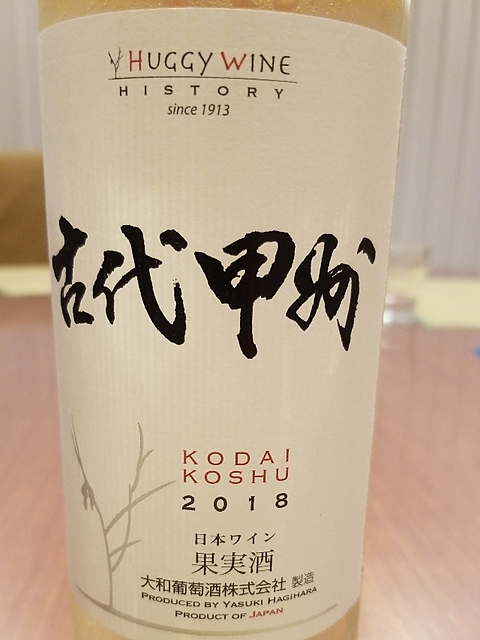 HUGGY WINE
HISTORY
since 1913
古代甲州
KODAI
KOSHU
2018
日本ワイン
果実酒
大和葡萄酒株式会社 製造
PRODUCED BY YASUKI HAGIHARA
PRODUCT OF JAPAN